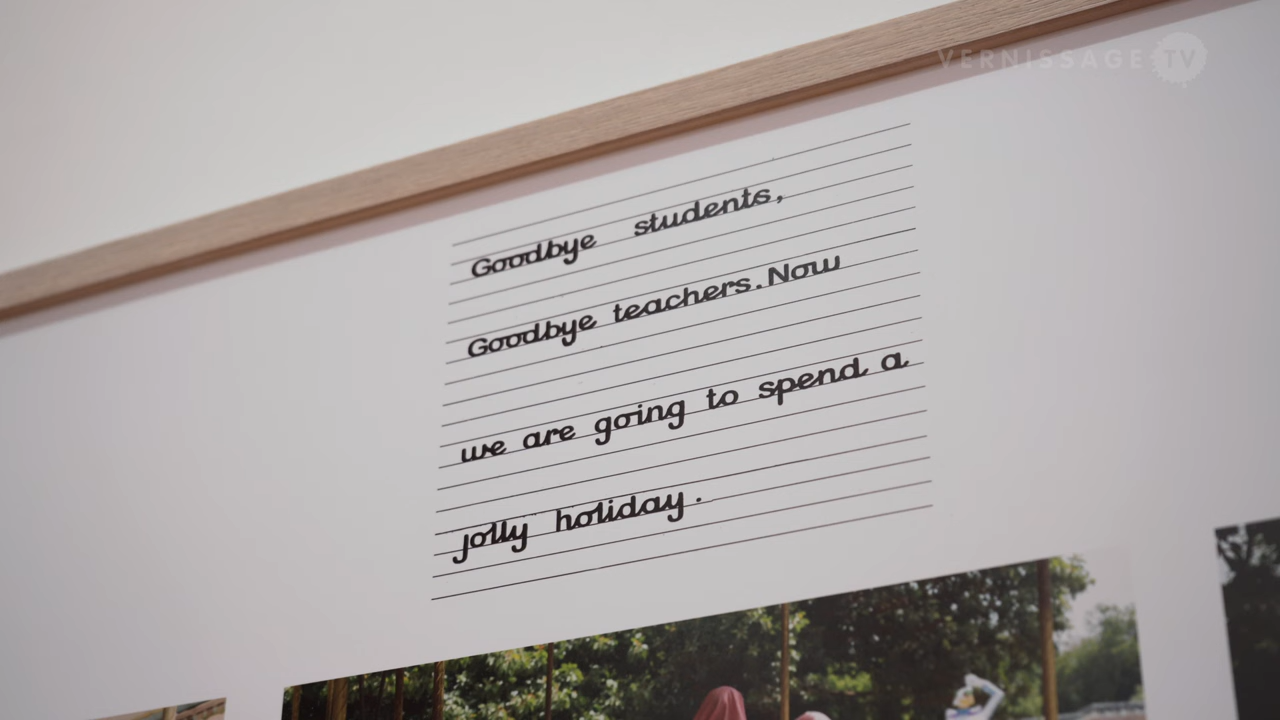 VERNISSAGE TV
Goodbye students,
Goodbye teachers. Now
we are going to spend a
jolly holiday.